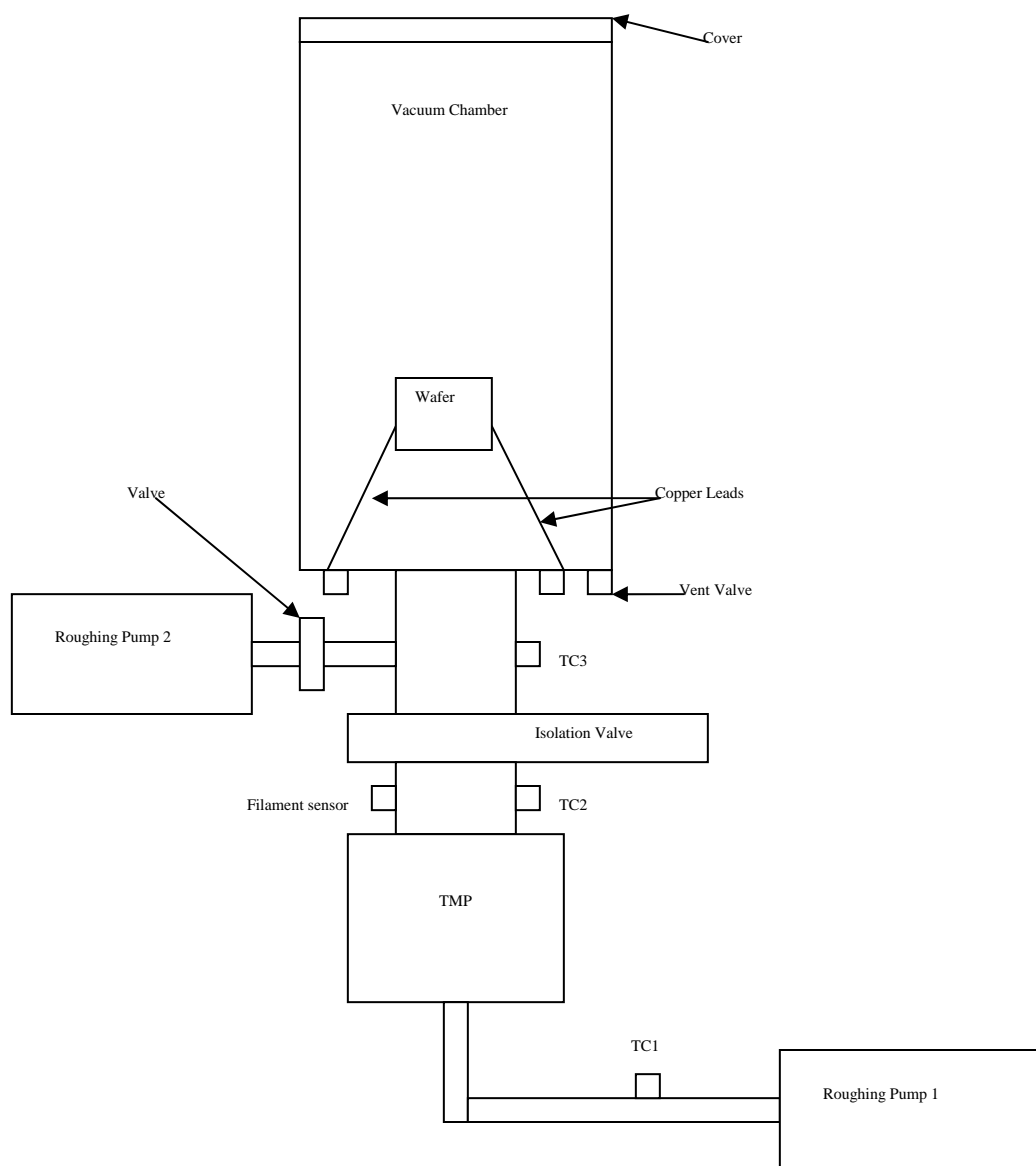 Cover
Vacuum Chamber
Wafer
Valve
Copper Leads
Vent Valve
Roughing Pump 2
TC3
Isolation Valve
Filament sensor
TC2
TMP
TC1
Roughing Pump 1